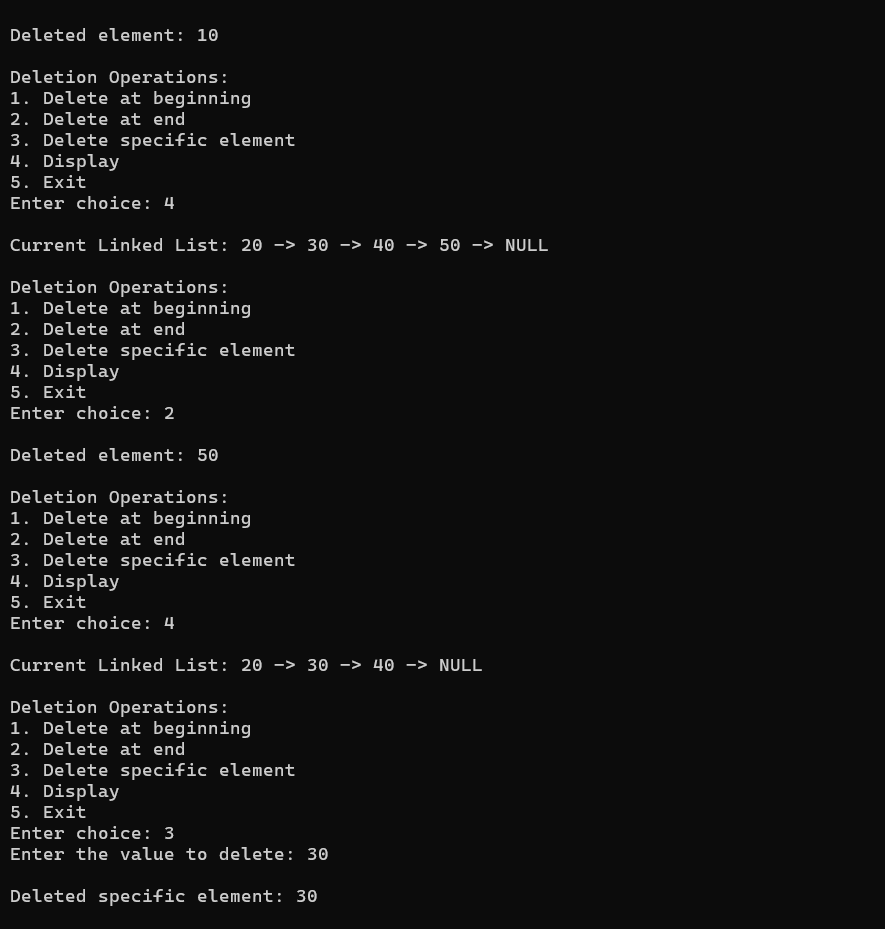 Deleted element: 10
Deletion Operations:
1. Delete at beginning
2. Delete at end
3. Delete specific element
4. Display
5. Exit
Enter choice: 4
Current Linked List: 20 -> 30 -> 40 -> 50 -> NULL
Deletion Operations:
1. Delete at beginning
2. Delete at end
3. Delete specific element
4. Display
5. Exit
Enter choice: 2
Deleted element: 50
Deletion Operations:
1. Delete at beginning
2. Delete at end
3. Delete specific element
4. Display
5. Exit
Enter choice: 4
Current Linked List: 20 -> 30 -> 40 -> NULL
Deletion Operations:
1. Delete at beginning
2. Delete at end
3. Delete specific element
4. Display
5. Exit
Enter choice: 3
Enter the value to delete: 30
Deleted specific element: 30